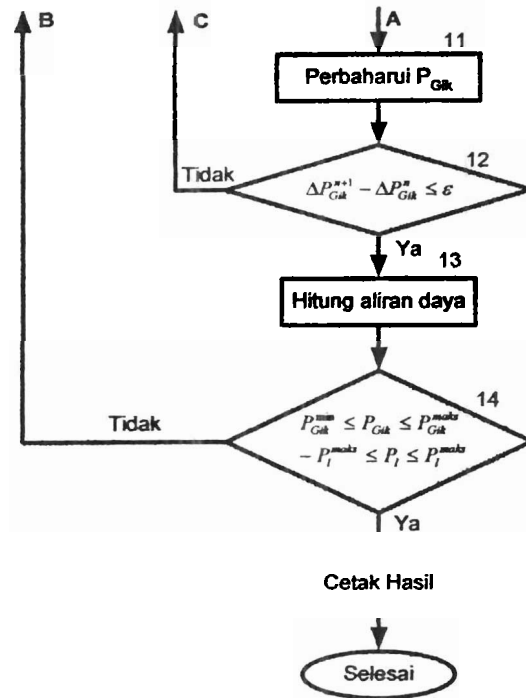 B
C
A
11
Perbaharui P_Gik
12
Tidak
ΔP_Gik^{n+1} − ΔP_Gik^n ≤ ε
Ya
13
Hitung aliran daya
14
Tidak
P_Gik^min ≤ P_Gik ≤ P_Gik^maks
− P_l^maks ≤ P_l ≤ P_l^maks
Ya
Cetak Hasil
Selesai